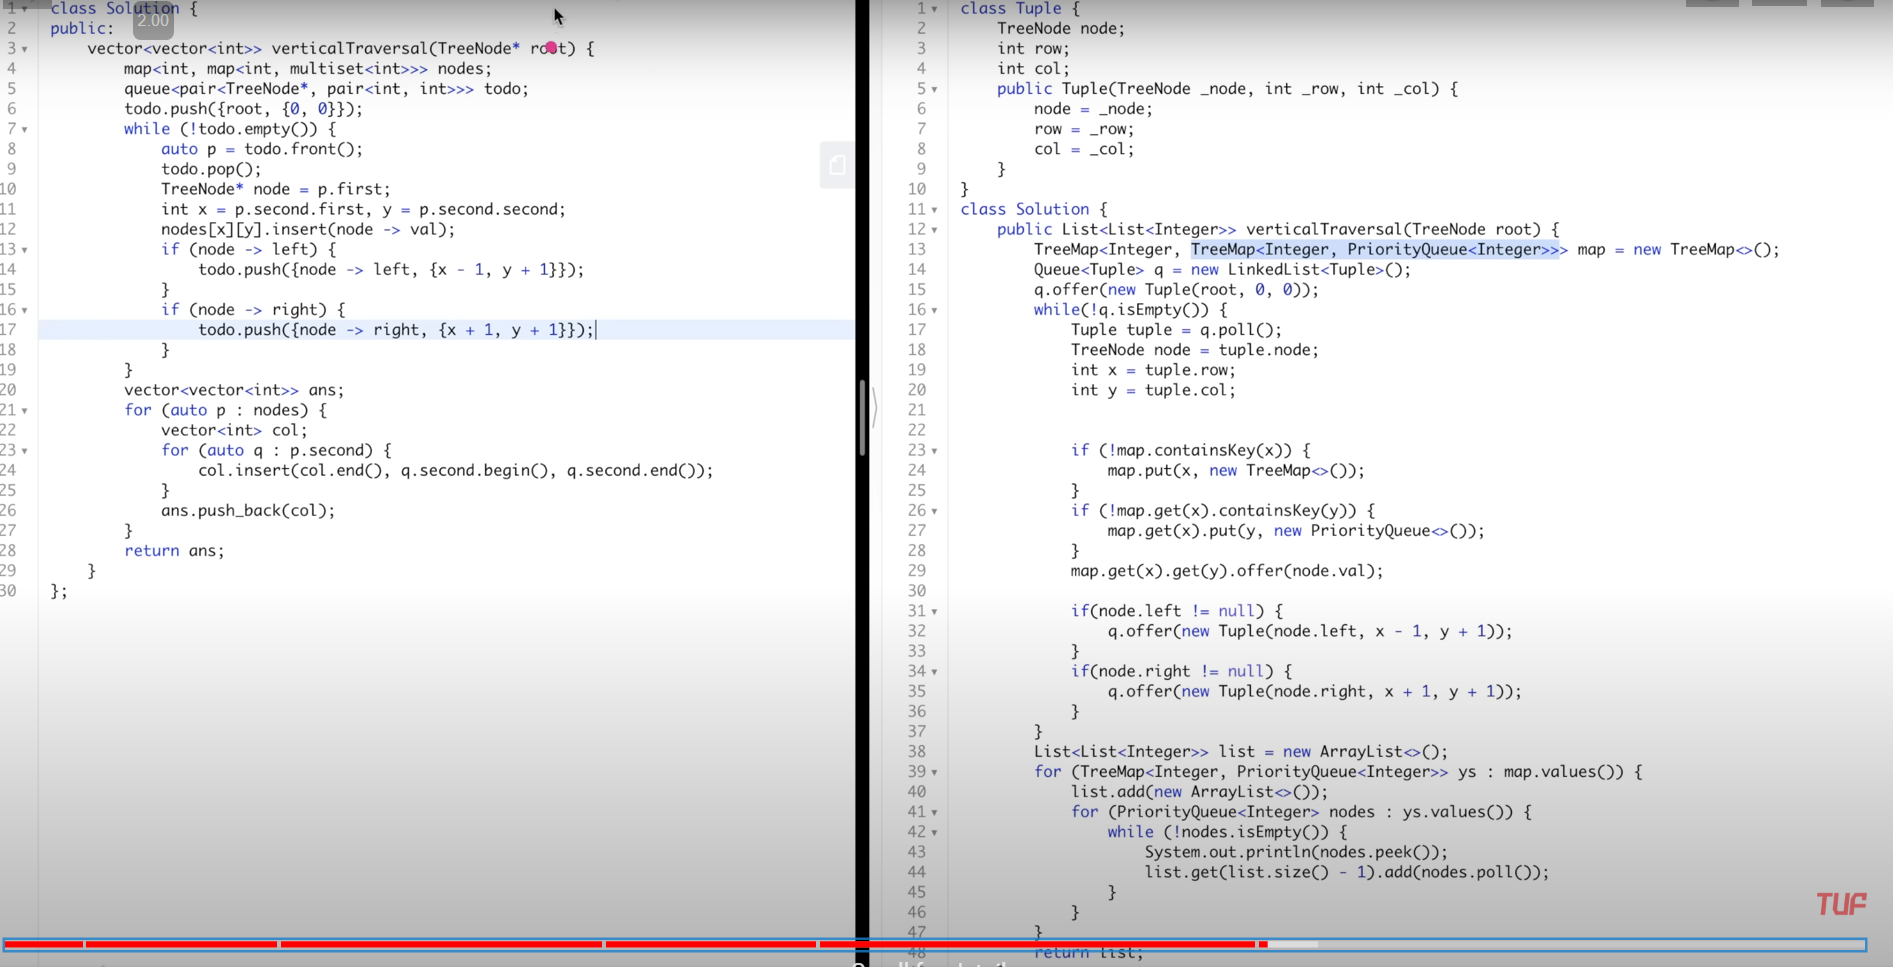 1 class Solution {
2.00
2 public:
3 vector<vector<int>> verticalTraversal(TreeNode* root) {
4 map<int, map<int, multiset<int>>> nodes;
5 queue<pair<TreeNode*, pair<int, int>>> todo;
6 todo.push({root, {0, 0}});
7 while (!todo.empty()) {
8 auto p = todo.front();
9 todo.pop();
10 TreeNode* node = p.first;
11 int x = p.second.first, y = p.second.second;
12 nodes[x][y].insert(node -> val);
13 if (node -> left) {
14 todo.push({node -> left, {x - 1, y + 1}});
15 }
16 if (node -> right) {
17 todo.push({node -> right, {x + 1, y + 1}});
18 }
19 }
20 vector<vector<int>> ans;
21 for (auto p : nodes) {
22 vector<int> col;
23 for (auto q : p.second) {
24 col.insert(col.end(), q.second.begin(), q.second.end());
25 }
26 ans.push_back(col);
27 }
28 return ans;
29 }
30 };
1 class Tuple {
2 TreeNode node;
3 int row;
4 int col;
5 public Tuple(TreeNode _node, int _row, int _col) {
6 node = _node;
7 row = _row;
8 col = _col;
9 }
10 }
11 class Solution {
12 public List<List<Integer>> verticalTraversal(TreeNode root) {
13 TreeMap<Integer, TreeMap<Integer, PriorityQueue<Integer>>> map = new TreeMap<>();
14 Queue<Tuple> q = new LinkedList<Tuple>();
15 q.offer(new Tuple(root, 0, 0));
16 while(!q.isEmpty()) {
17 Tuple tuple = q.poll();
18 TreeNode node = tuple.node;
19 int x = tuple.row;
20 int y = tuple.col;
21
22
23 if (!map.containsKey(x)) {
24 map.put(x, new TreeMap<>());
25 }
26 if (!map.get(x).containsKey(y)) {
27 map.get(x).put(y, new PriorityQueue<>());
28 }
29 map.get(x).get(y).offer(node.val);
30
31 if(node.left != null) {
32 q.offer(new Tuple(node.left, x - 1, y + 1));
33 }
34 if(node.right != null) {
35 q.offer(new Tuple(node.right, x + 1, y + 1));
36 }
37 }
38 List<List<Integer>> list = new ArrayList<>();
39 for (TreeMap<Integer, PriorityQueue<Integer>> ys : map.values()) {
40 list.add(new ArrayList<>());
41 for (PriorityQueue<Integer> nodes : ys.values()) {
42 while (!nodes.isEmpty()) {
43 System.out.println(nodes.peek());
44 list.get(list.size() - 1).add(nodes.poll());
45 }
46 }
47 }
48 return list;
TUF